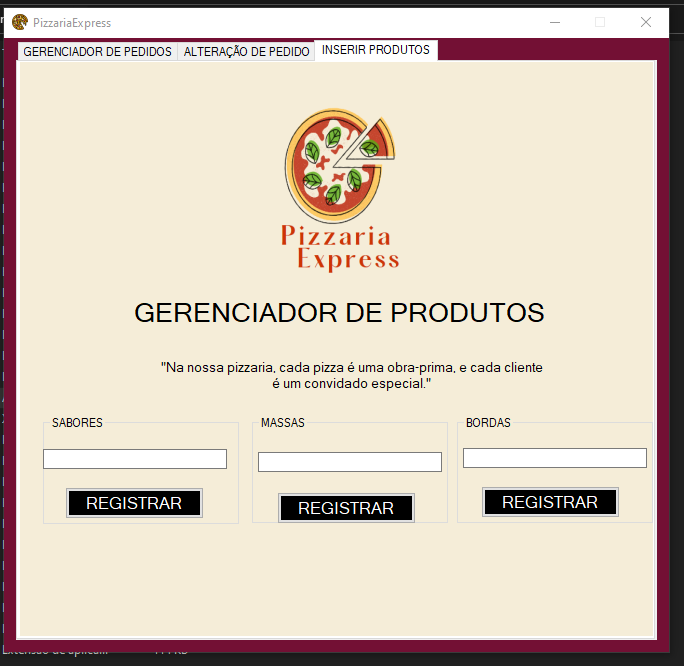 PizzariaExpress
GERENCIADOR DE PEDIDOS ALTERAÇÃO DE PEDIDO INSERIR PRODUTOS
Pizzaria
Express
GERENCIADOR DE PRODUTOS
"Na nossa pizzaria, cada pizza é uma obra-prima, e cada cliente
é um convidado especial."
SABORES MASSAS BORDAS
REGISTRAR REGISTRAR REGISTRAR